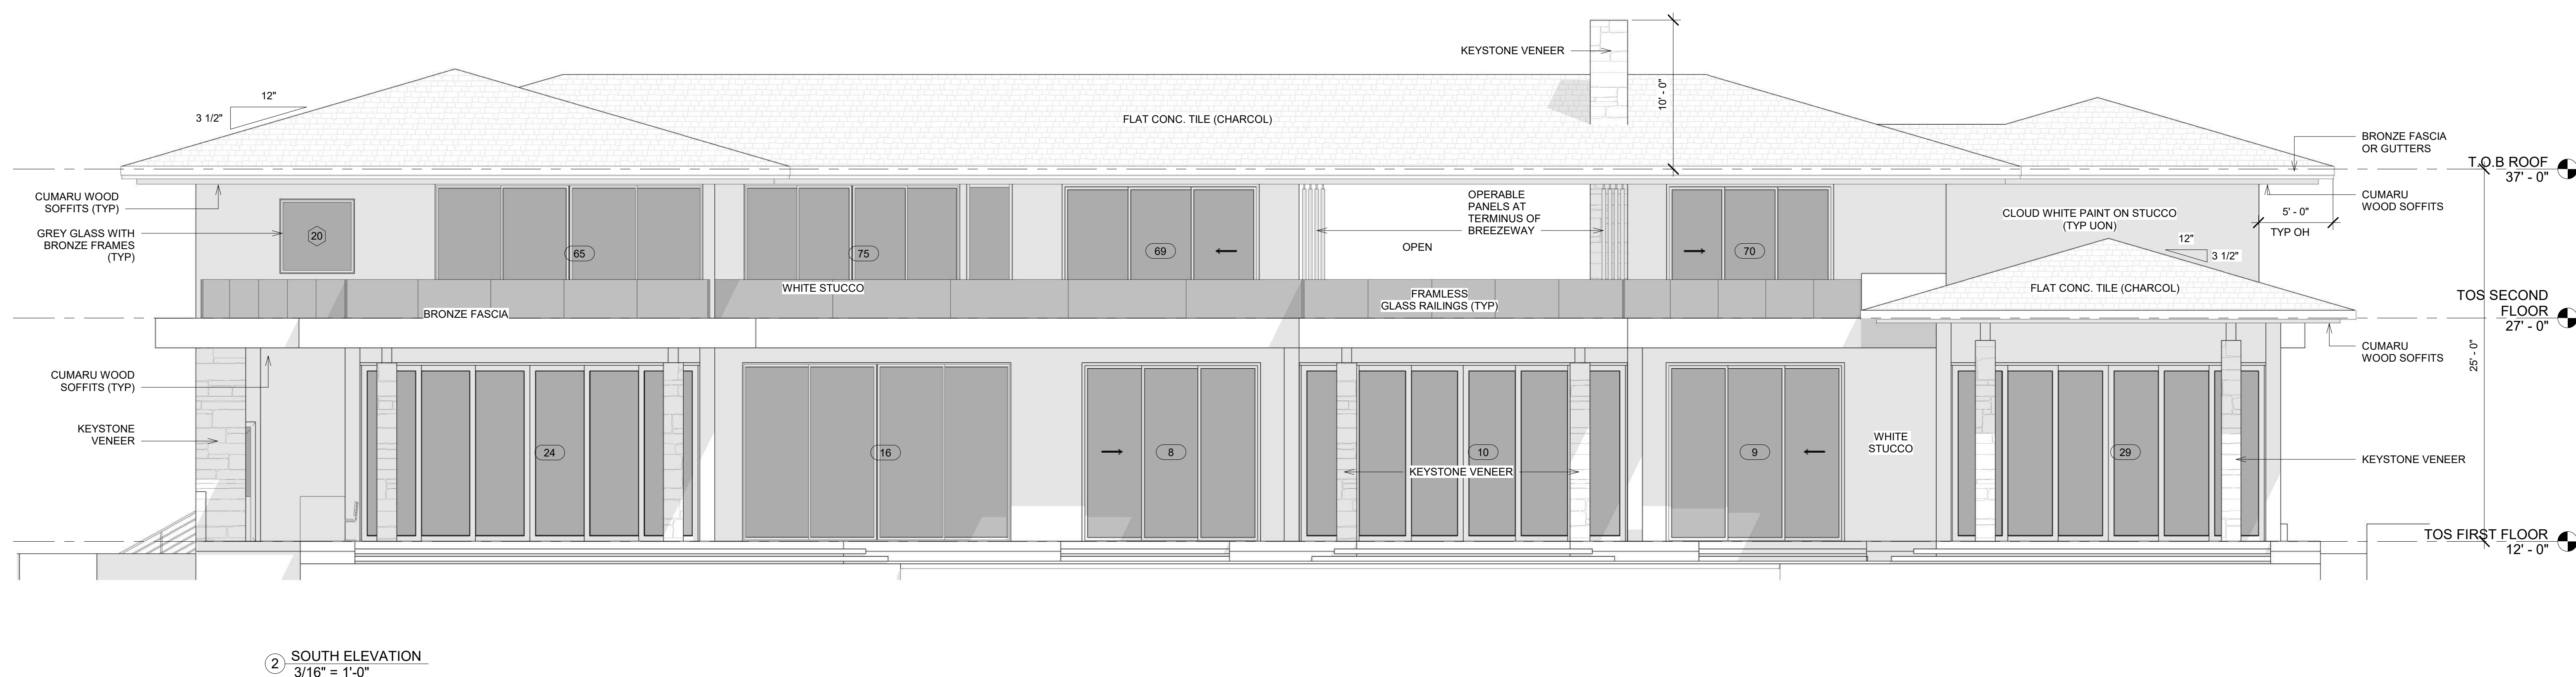 KEYSTONE VENEER
10' - 0"
12"
3 1/2"
FLAT CONC. TILE (CHARCOL)
BRONZE FASCIA
OR GUTTERS
T.O.B ROOF
37' - 0"
CUMARU WOOD
SOFFITS (TYP)
GREY GLASS WITH
BRONZE FRAMES
(TYP)
20
65
75
69
OPERABLE
PANELS AT
TERMINUS OF
BREEZEWAY
OPEN
70
CLOUD WHITE PAINT ON STUCCO
(TYP UON)
CUMARU
WOOD SOFFITS
5' - 0"
TYP OH
12"
3 1/2"
WHITE STUCCO
BRONZE FASCIA
FRAMLESS
GLASS RAILINGS (TYP)
FLAT CONC. TILE (CHARCOL)
TOS SECOND
FLOOR
27' - 0"
CUMARU WOOD
SOFFITS (TYP)
CUMARU
WOOD SOFFITS
25' - 0"
KEYSTONE
VENEER
24
16
8
10
KEYSTONE VENEER
9
WHITE
STUCCO
29
KEYSTONE VENEER
TOS FIRST FLOOR
12' - 0"
2
SOUTH ELEVATION
3/16" = 1'-0"